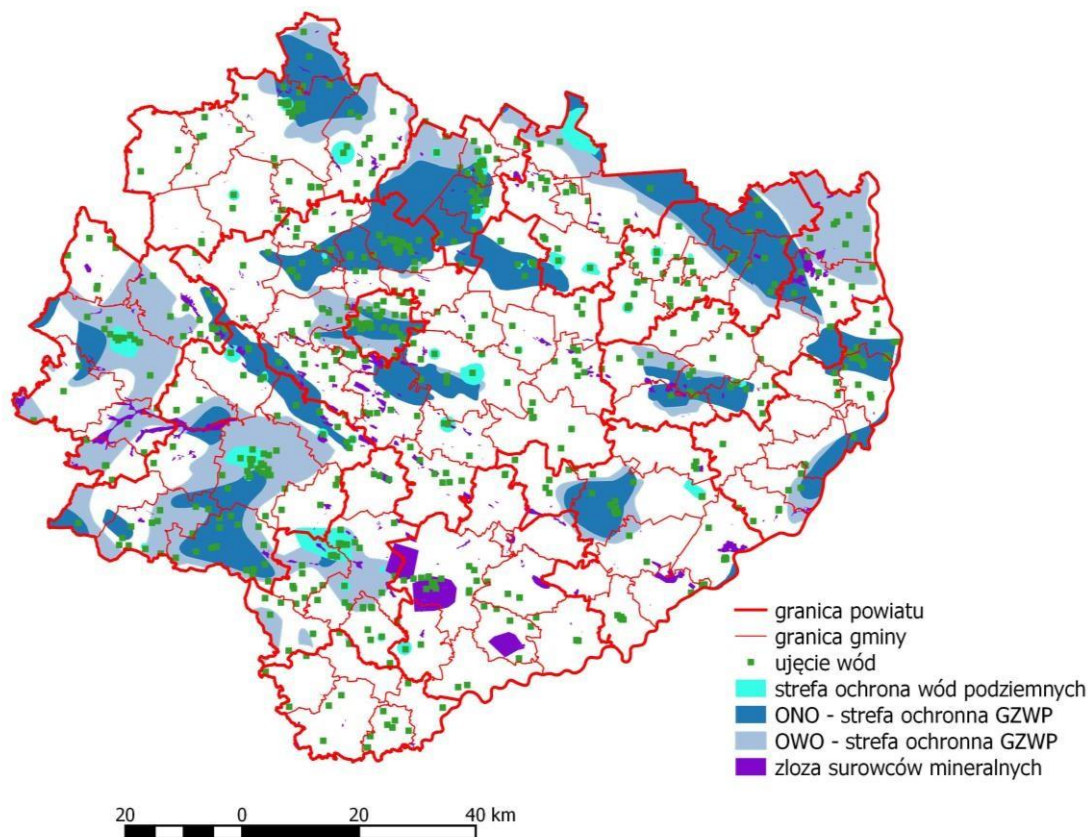 granica powiatu
granica gminy
ujęcie wód
strefa ochrona wód podziemnych
ONO - strefa ochronna GZWP
OWO - strefa ochronna GZWP
zloza surowców mineralnych
20 0 20 40 km